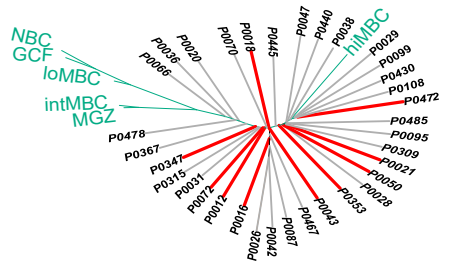 NBC
GCF
loMBC
intMBC
MGZ
P0478
P0367
P0347
P0315
P0031
P0072
P0012
P0016
P0026
P0042
P0087
P0467
P0043
P0353
P0028
P0050
P0021
P0309
P0095
P0485
P0472
P0108
P0430
P0099
P0029
hiMBC
P0038
P0440
P0047
P0445
P0018
P0070
P0020
P0036
P0066